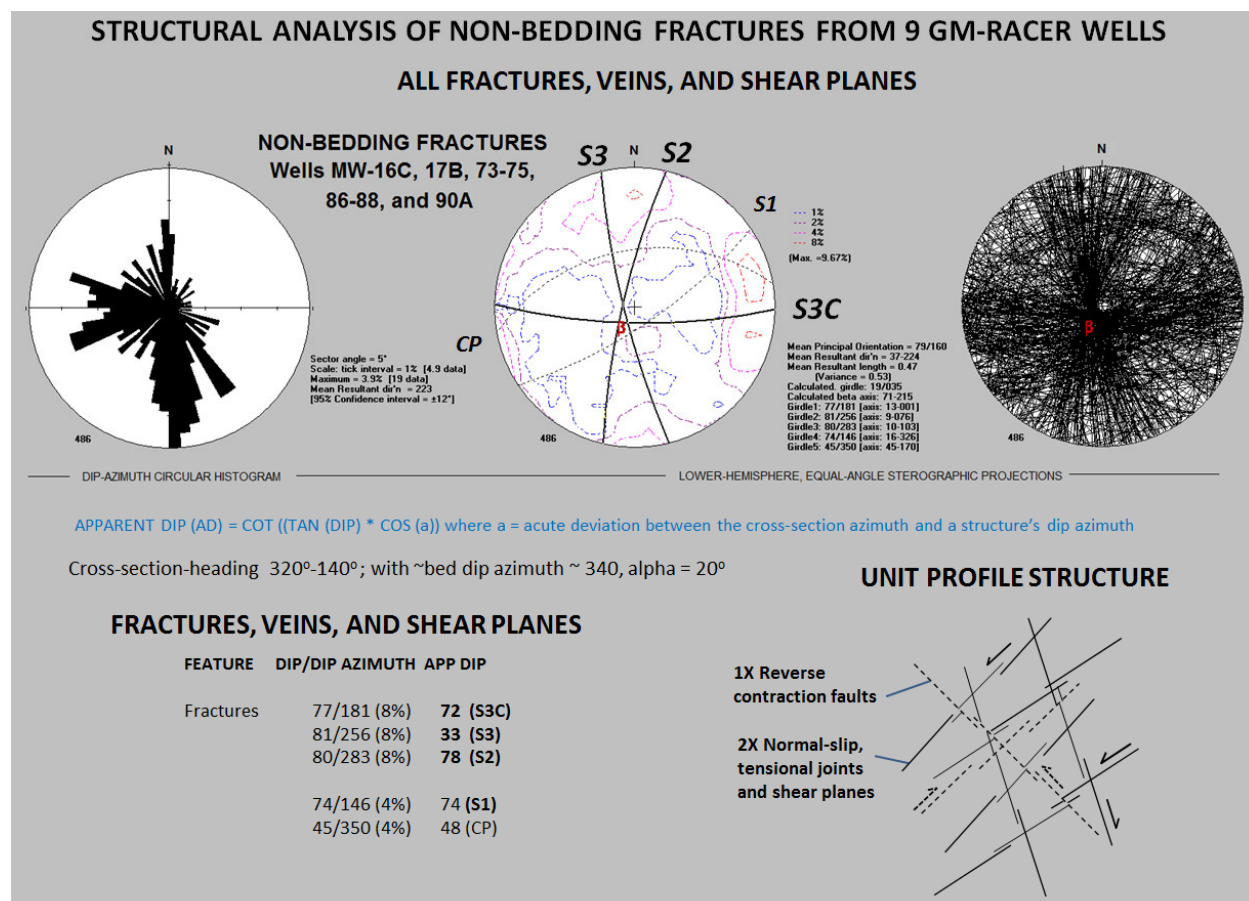 STRUCTURAL ANALYSIS OF NON-BEDDING FRACTURES FROM 9 GM-RACER WELLS
ALL FRACTURES, VEINS, AND SHEAR PLANES
NON-BEDDING FRACTURES
Wells MW-16C, 17B, 73-75,
86-88, and 90A
N
S3
N
S2
N
S1
1%
2%
4%
8%
(Max. =9.67%)
S3C
β
β
CP
Sector angle = 5°
Scale: tick interval = 1% [4.9 data]
Maximum = 3.9% [19 data]
Mean Resultant dir'n = 223
[95% Confidence interval = ±12°]
Mean Principal Orientation = 79/160
Mean Resultant dir'n = 37-224
Mean Resultant length = 0.47
(Variance = 0.53)
Calculated. girdle: 19/035
Calculated beta axis: 71-215
Girdle1: 77/181 [axis: 13-001]
Girdle2: 81/256 [axis: 9-076]
Girdle3: 80/283 [axis: 10-103]
Girdle4: 74/146 [axis: 16-326]
Girdle5: 45/350 [axis: 45-170]
486
486
486
DIP-AZIMUTH CIRCULAR HISTOGRAM
LOWER-HEMISPHERE, EQUAL-ANGLE STEROGRAPHIC PROJECTIONS
APPARENT DIP (AD) = COT ((TAN (DIP) * COS (a)) where a = acute deviation between the cross-section azimuth and a structure's dip azimuth
Cross-section-heading 320⁰-140⁰ ; with ~bed dip azimuth ~ 340, alpha = 20⁰
UNIT PROFILE STRUCTURE
FRACTURES, VEINS, AND SHEAR PLANES
FEATURE DIP/DIP AZIMUTH APP DIP
Fractures 77/181 (8%) 72 (S3C)
81/256 (8%) 33 (S3)
80/283 (8%) 78 (S2)
74/146 (4%) 74 (S1)
45/350 (4%) 48 (CP)
1X Reverse
contraction faults
2X Normal-slip,
tensional joints
and shear planes